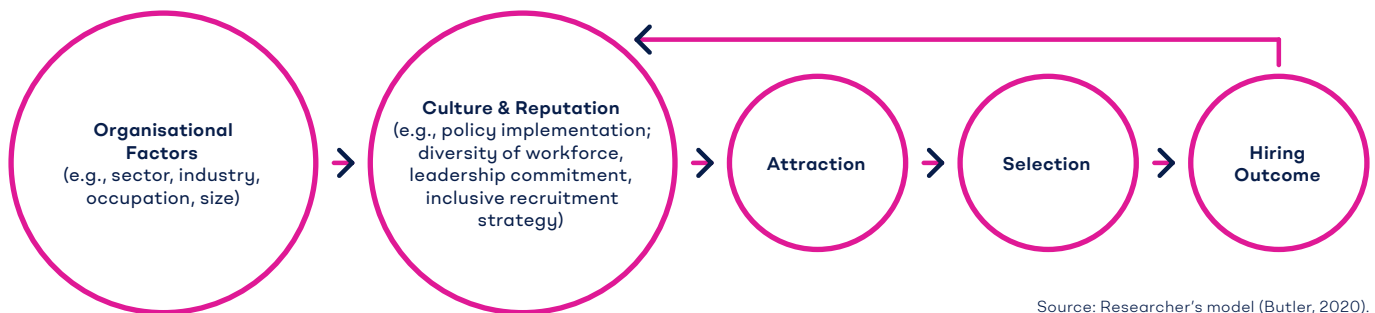 Organisational
Factors
(e.g., sector, industry,
occupation, size)
Culture & Reputation
(e.g., policy implementation;
diversity of workforce,
leadership commitment,
inclusive recruitment
strategy)
Attraction
Selection
Hiring
Outcome
Source: Researcher's model (Butler, 2020).